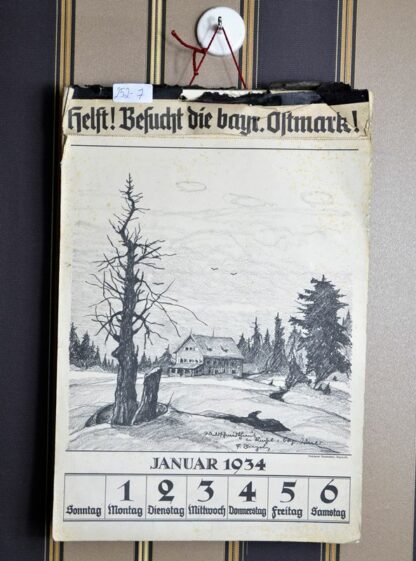 252-7
Helft! Besucht die bayr. Ostmark!
JANUAR 1934
1 2 3 4 5 6
Sonntag Montag Dienstag Mittwoch Donnerstag Freitag Samstag